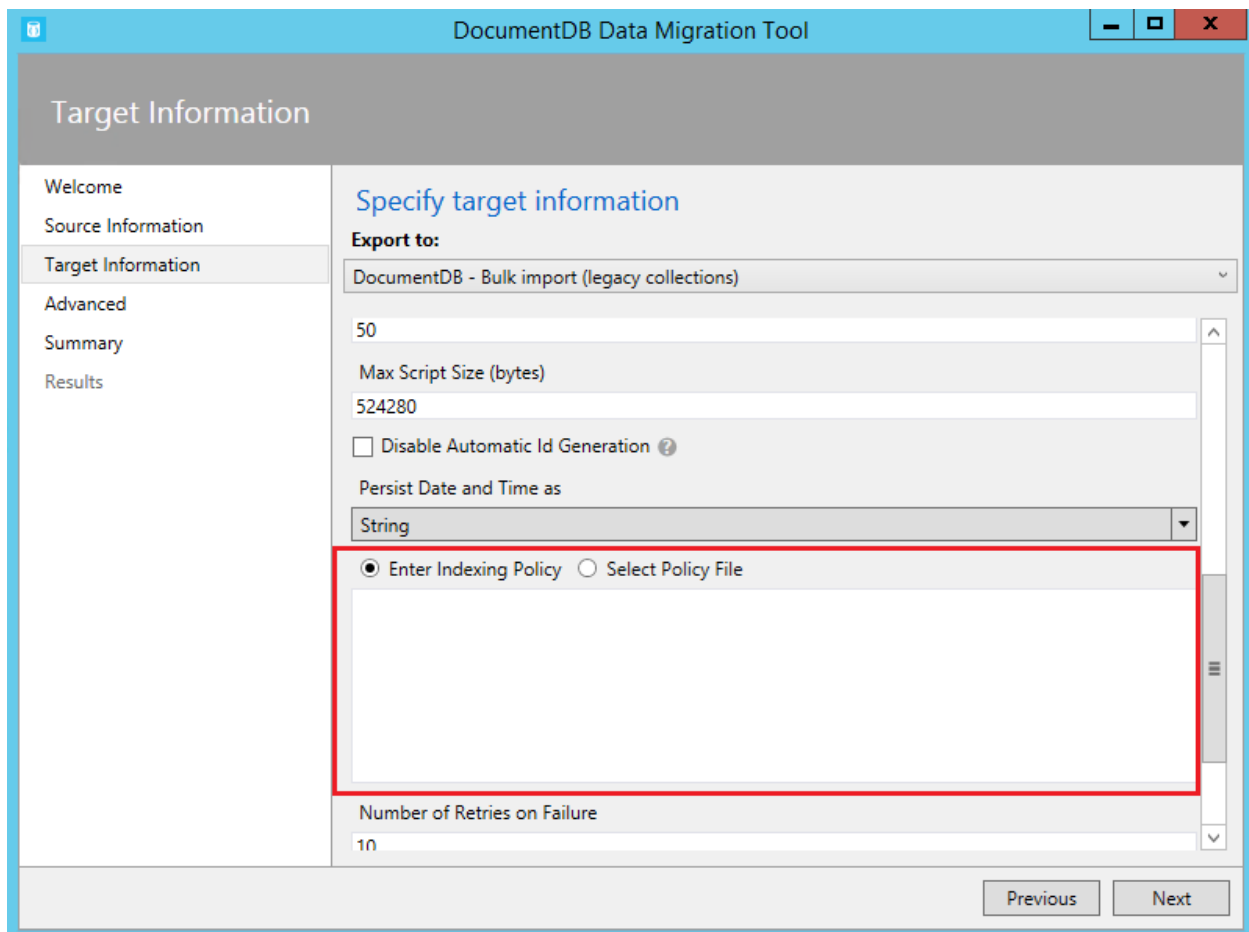 DocumentDB Data Migration Tool
Target Information
Welcome
Source Information
Target Information
Advanced
Summary
Results
Specify target information
Export to:
DocumentDB - Bulk import (legacy collections)
50
Max Script Size (bytes)
524280
Disable Automatic Id Generation ?
Persist Date and Time as
String
Enter Indexing Policy Select Policy File
Number of Retries on Failure
10
Previous Next